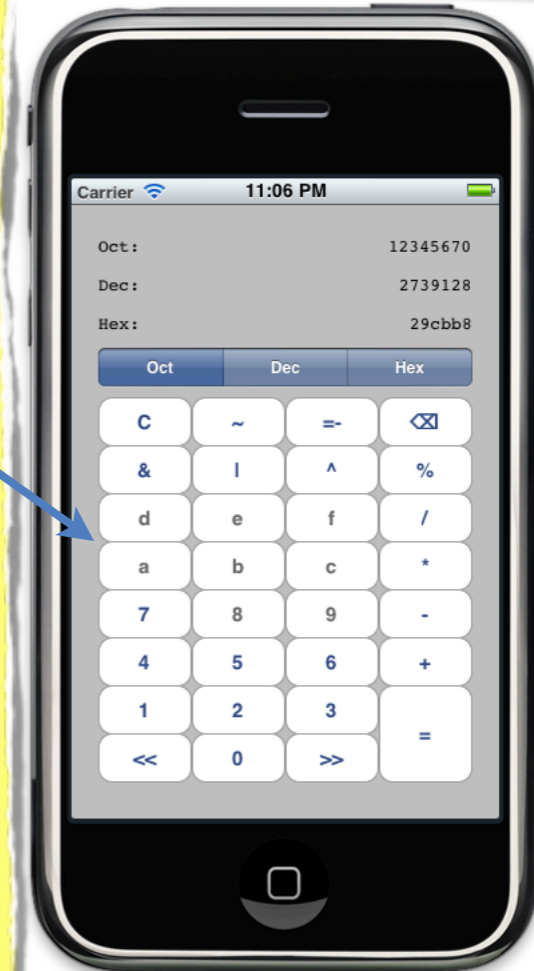 Carrier 11:06 PM
Oct: 12345670
Dec: 2739128
Hex: 29cbb8
Oct Dec Hex
C ~ =- ⌫
& | ^ %
d e f /
a b c *
7 8 9 -
4 5 6 +
1 2 3
=
<< 0 >>